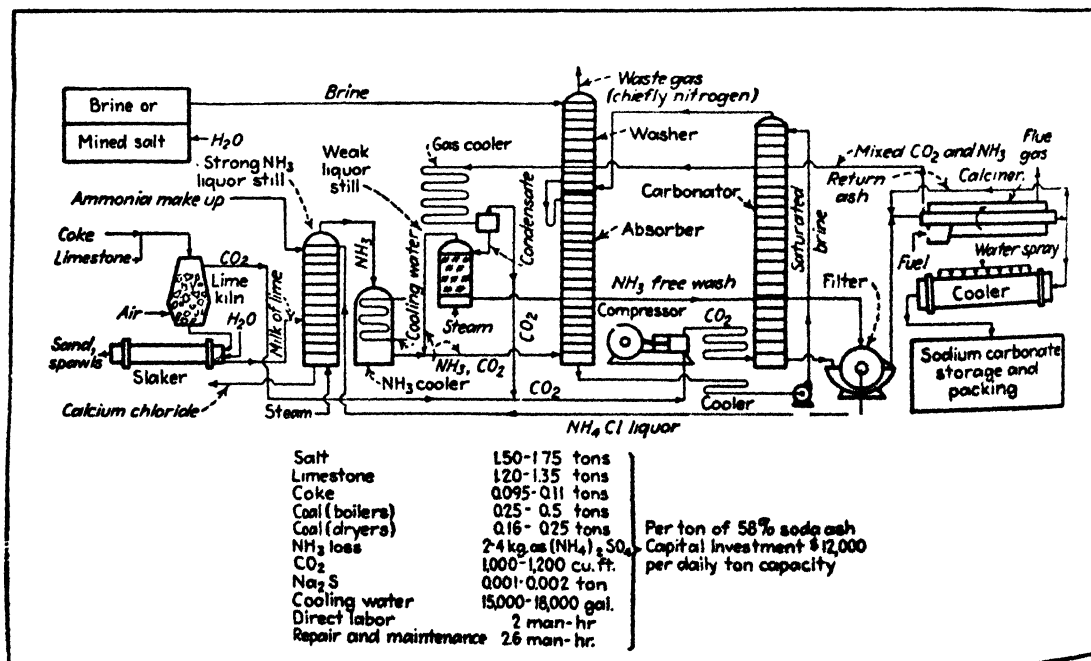 Brine or
Mined salt
H₂O
Brine
Waste gas
(chiefly nitrogen)
Washer
Gas cooler
Strong NH₃
liquor still
Weak
liquor
still
Ammonia make up
Coke
Limestone
CO₂
Lime
kiln
Air
H₂O
Milk of lime
Sand,
spawls
Slaker
Calcium chloride
Steam
NH₃
NH₃ cooler
Cooling water
Steam
NH₃, CO₂
Condensate
CO₂
CO₂
Absorber
Carbonator
NH₃ free wash
Compressor
CO₂
Cooler
NH₄Cl liquor
Saturated
brine
Mixed CO₂ and NH₃
Flue
gas
Return
ash
Calciner.
Fuel
Water spray
Filter
Cooler
Sodium carbonate
storage and
packing
Salt 1.50-1.75 tons
Limestone 1.20-1.35 tons
Coke 0.095-0.11 tons
Coal (boilers) 0.25-0.5 tons
Coal (dryers) 0.16-0.25 tons
NH₃ loss 2-4 kg. as (NH₄)₂SO₄
CO₂ 1,000-1,200 cu. ft.
Na₂S 0.001-0.002 ton
Cooling water 15,000-18,000 gal.
Direct labor 2 man-hr
Repair and maintenance 2.6 man-hr.
Per ton of 58% soda ash
Capital Investment $12,000
per daily ton capacity